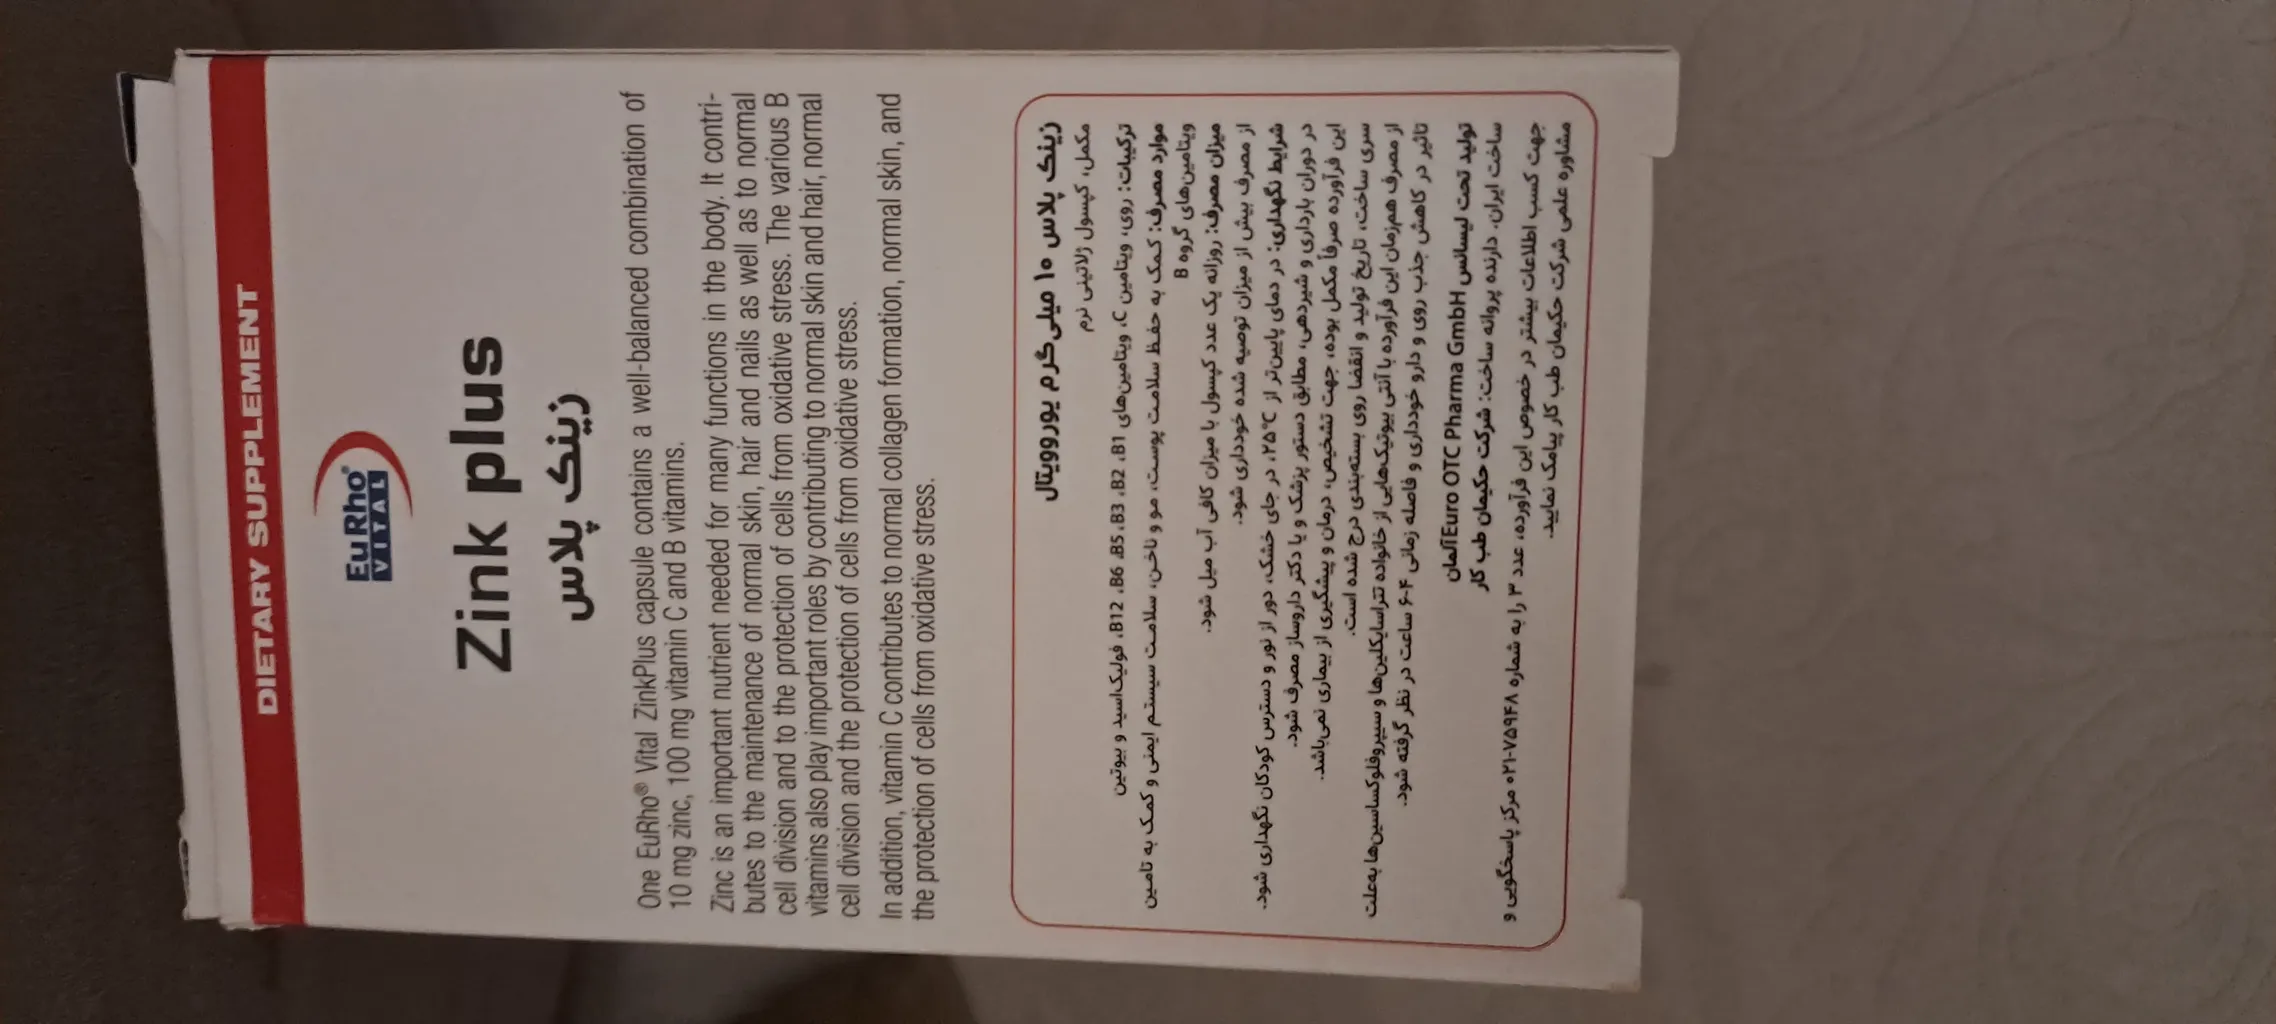 DIETARY SUPPLEMENT
EuRho®
VITAL
Zink plus
زینک پلاس
One EuRho® Vital ZinkPlus capsule contains a well-balanced combination of
10 mg zinc, 100 mg vitamin C and B vitamins.
Zinc is an important nutrient needed for many functions in the body. It contri-
butes to the maintenance of normal skin, hair and nails as well as to normal
cell division and to the protection of cells from oxidative stress. The various B
vitamins also play important roles by contributing to normal skin and hair, normal
cell division and the protection of cells from oxidative stress.
In addition, vitamin C contributes to normal collagen formation, normal skin, and
the protection of cells from oxidative stress.
زینک پلاس ۱۰ میلی‌گرم یوروویتال
مکمل، کپسول ژلاتینی نرم
ترکیبات: روی، ویتامین C، ویتامین‌های B1، B2، B3، B5، B6، B12، فولیک‌اسید و بیوتین
موارد مصرف: کمک به حفظ سلامت پوست، مو و ناخن، سلامت سیستم ایمنی و کمک به تامین
ویتامین‌های گروه B
میزان مصرف: روزانه یک عدد کپسول با میزان کافی آب میل شود.
از مصرف بیش از میزان توصیه شده خودداری شود.
شرایط نگهداری: در دمای پایین‌تر از ۲۵°C، در جای خشک، دور از نور و دسترس کودکان نگهداری شود.
در دوران بارداری و شیردهی، مطابق دستور پزشک و یا دکتر داروساز مصرف شود.
این فرآورده صرفاً مکمل بوده، جهت تشخیص، درمان و پیشگیری از بیماری نمی‌باشد.
سری ساخت، تاریخ تولید و انقضا روی بسته‌بندی درج شده است.
از مصرف هم‌زمان این فرآورده با آنتی بیوتیک‌هایی از خانواده تتراسایکلین‌ها و سیپروفلوکساسین‌ها به‌علت
تاثیر در کاهش جذب روی و دارو خودداری و فاصله زمانی ۴-۶ ساعت در نظر گرفته شود.
تولید تحت لیسانس Euro OTC Pharma GmbH آلمان
ساخت ایران. دارنده پروانه ساخت: شرکت حکیمان طب کار
جهت کسب اطلاعات بیشتر در خصوص این فرآورده، عدد ۳ را به شماره ۷۵۹۴۸-۰۲۱ مرکز پاسخگویی و
مشاوره علمی شرکت حکیمان طب کار پیامک نمایید.